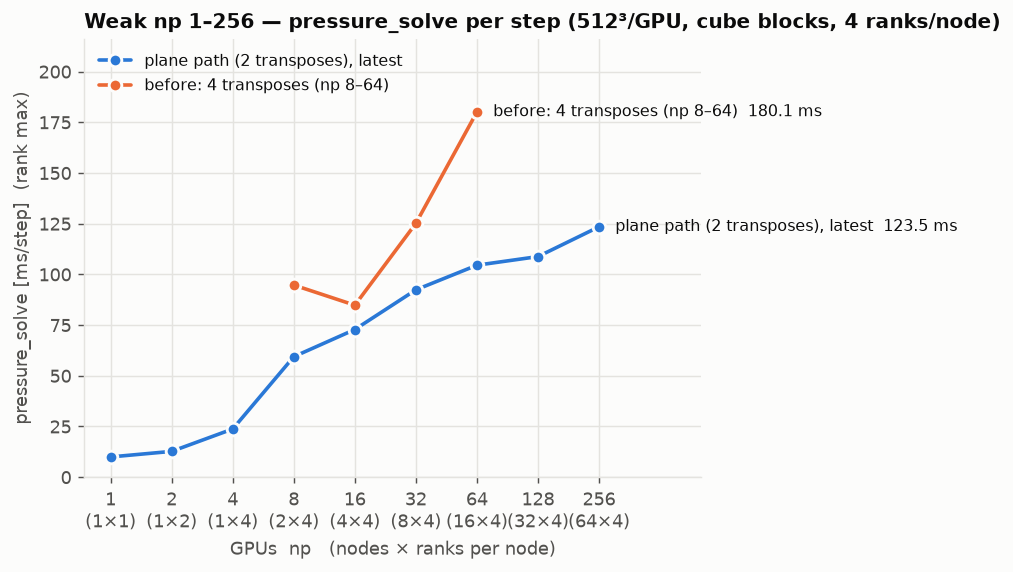 Weak np 1–256 — pressure_solve per step (512³/GPU, cube blocks, 4 ranks/node)
plane path (2 transposes), latest
before: 4 transposes (np 8–64)
before: 4 transposes (np 8–64)  180.1 ms
plane path (2 transposes), latest  123.5 ms
pressure_solve [ms/step]  (rank max)
200
175
150
125
100
75
50
25
0
1 2 4 8 16 32 64 128 256
(1×1) (1×2) (1×4) (2×4) (4×4) (8×4) (16×4) (32×4) (64×4)
GPUs  np   (nodes × ranks per node)